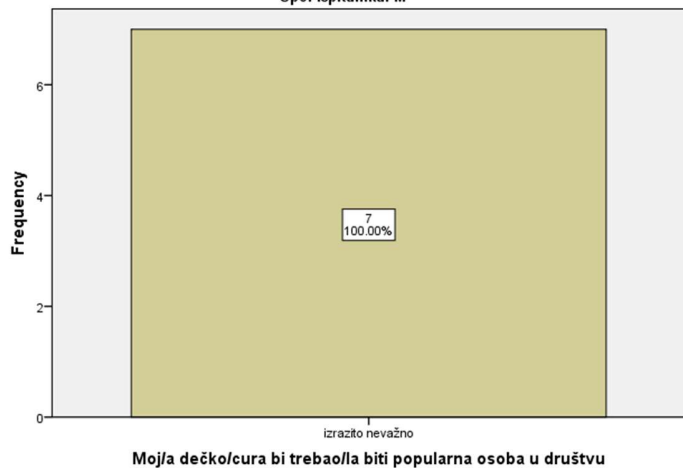 6
4
2
0
Frequency
7
100.00%
izrazito nevažno
Moj/a dečko/cura bi trebao/la biti popularna osoba u društvu